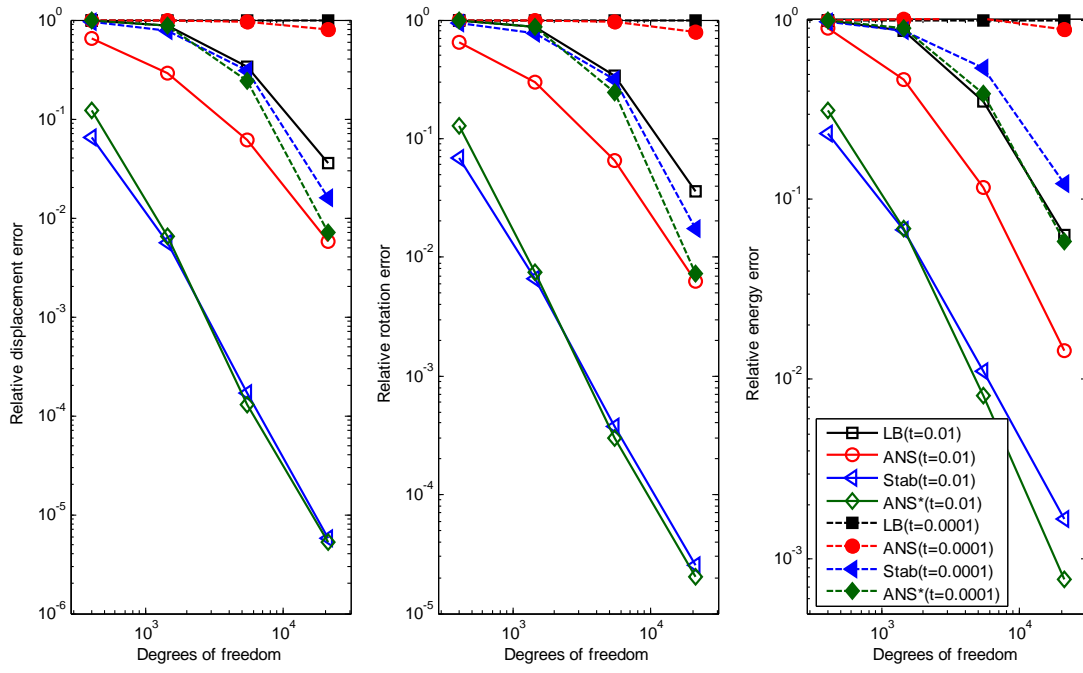 10^0
10^-1
10^-2
10^-3
10^-4
10^-5
10^-6
10^3
10^4
Relative displacement error
Degrees of freedom
10^0
10^-1
10^-2
10^-3
10^-4
10^-5
10^3
10^4
Relative rotation error
Degrees of freedom
10^0
10^-1
10^-2
10^-3
10^3
10^4
Relative energy error
Degrees of freedom
LB(t=0.01)
ANS(t=0.01)
Stab(t=0.01)
ANS*(t=0.01)
LB(t=0.0001)
ANS(t=0.0001)
Stab(t=0.0001)
ANS*(t=0.0001)